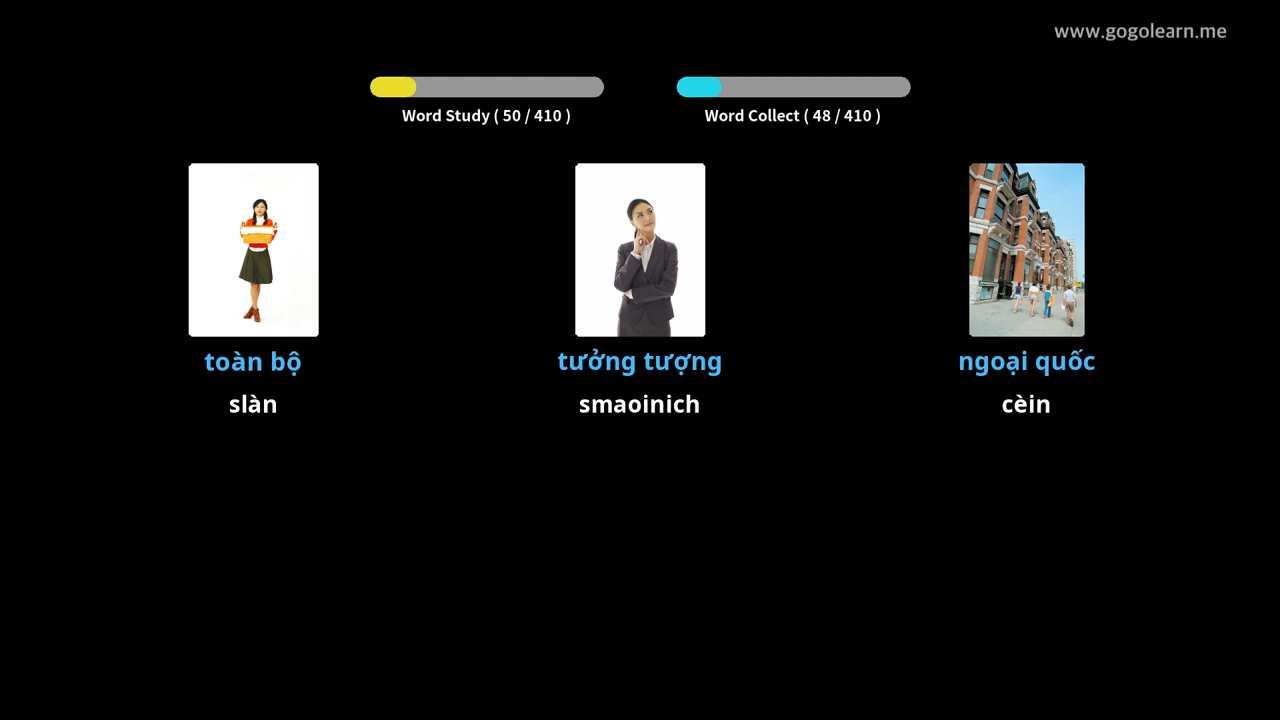 www.gogolearn.me
Word Study ( 50 / 410 )
Word Collect ( 48 / 410 )
toàn bộ
tưởng tượng
ngoại quốc
slàn
smaoinich
cèin